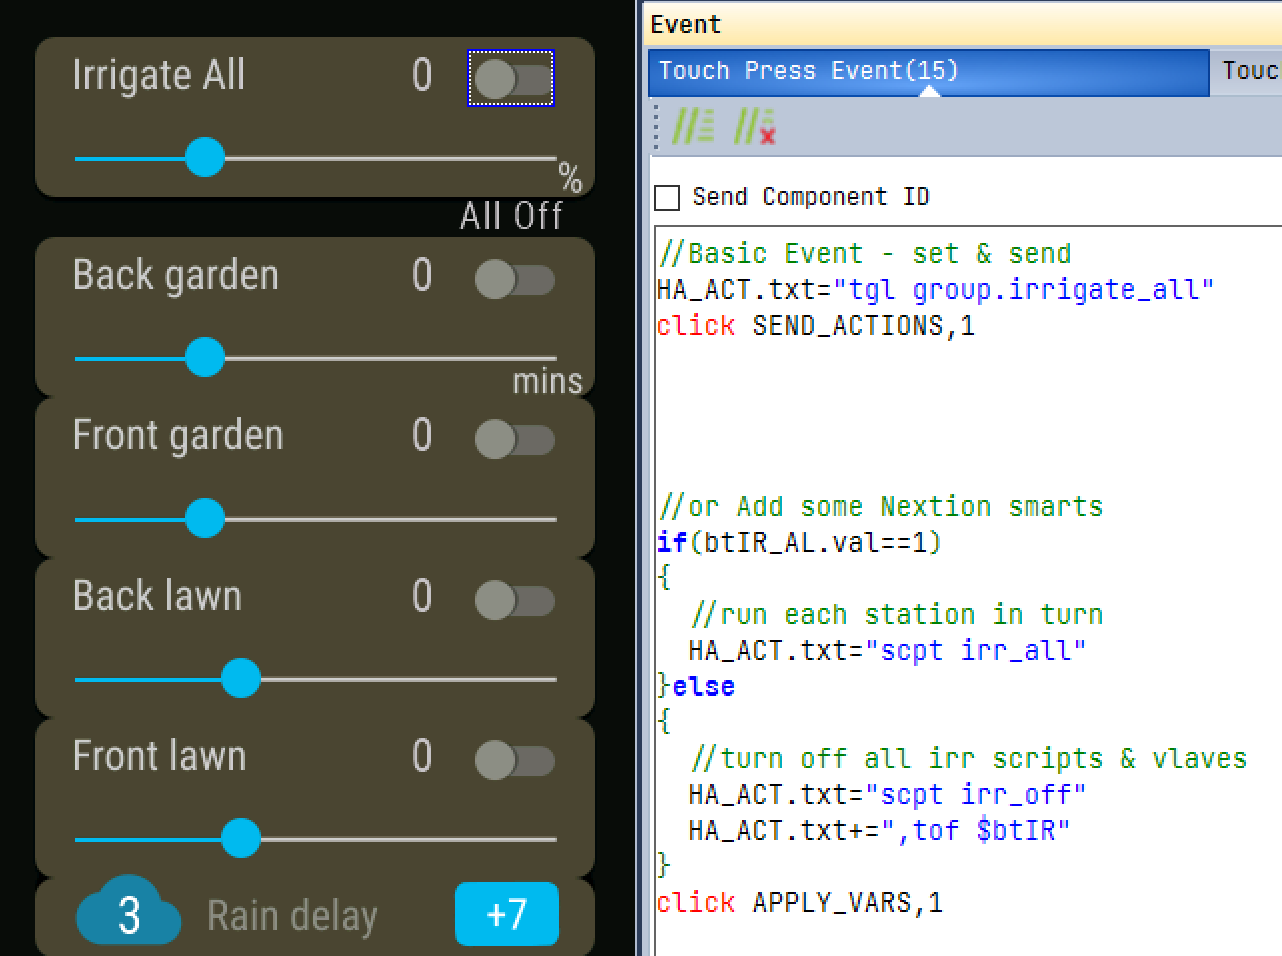 Irrigate All 0
%
All Off
Back garden 0
mins
Front garden 0
Back lawn 0
Front lawn 0
3 Rain delay +7
Event
Touch Press Event(15) Touc
Send Component ID
//Basic Event - set & send
HA_ACT.txt="tgl group.irrigate_all"
click SEND_ACTIONS,1
//or Add some Nextion smarts
if(btIR_AL.val==1)
{
//run each station in turn
HA_ACT.txt="scpt irr_all"
}else
{
//turn off all irr scripts & vlaves
HA_ACT.txt="scpt irr_off"
HA_ACT.txt+=",tof $btIR"
}
click APPLY_VARS,1